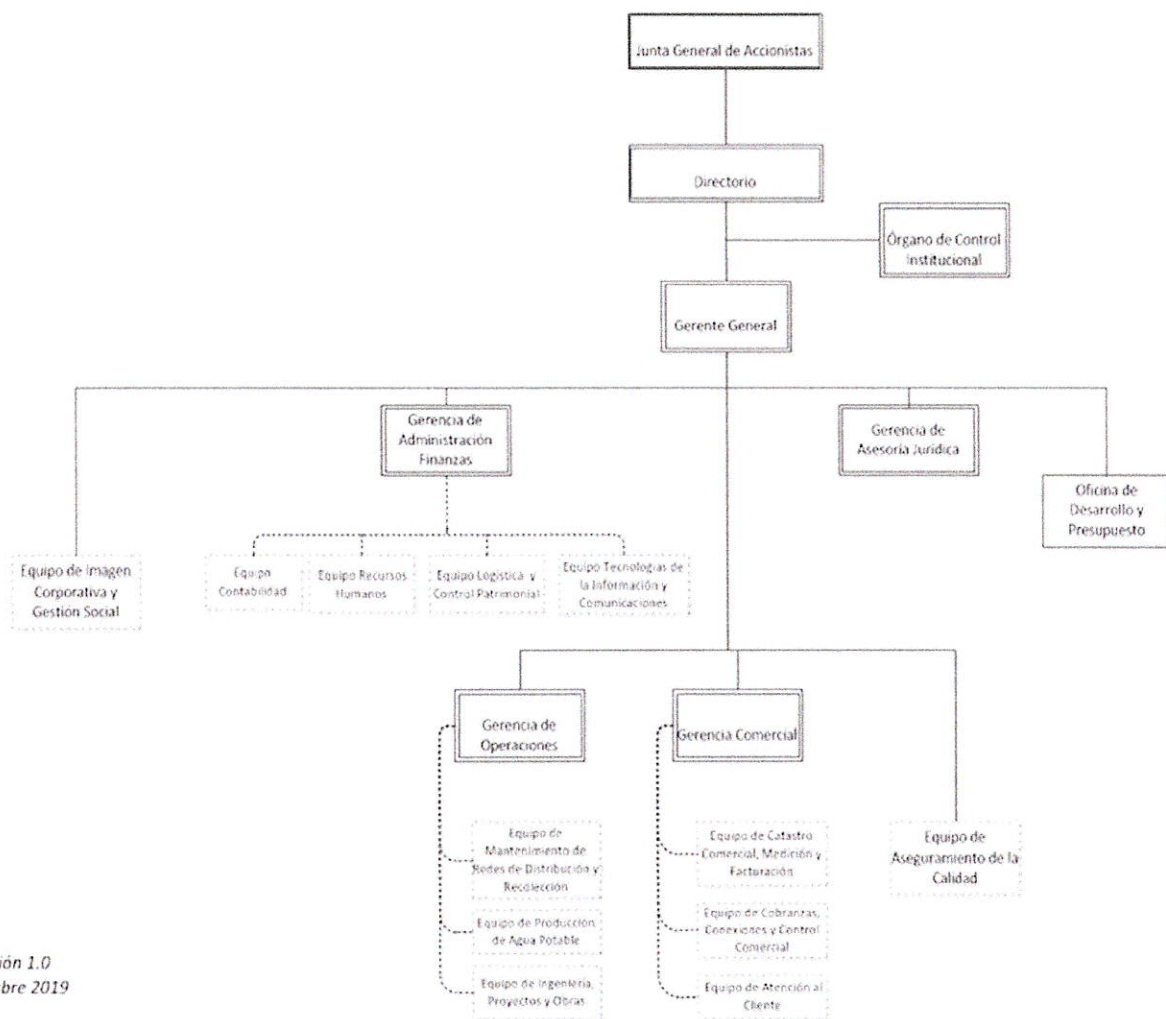 Junta General de Accionistas
Directorio
Órgano de Control
Institucional
Gerente General
Gerencia de
Administración
Finanzas
Gerencia de
Asesoría Jurídica
Oficina de
Desarrollo y
Presupuesto
Equipo de Imagen
Corporativa y
Gestión Social
Equipo
Contabilidad
Equipo Recursos
Humanos
Equipo Logística y
Control Patrimonial
Equipo Tecnologías de
la Información y
Comunicaciones
Gerencia de
Operaciones
Gerencia Comercial
Equipo de
Mantenimiento de
Redes de Distribución y
Recolección
Equipo de Catastro
Comercial, Medición y
Facturación
Equipo de
Aseguramiento de la
Calidad
Equipo de Producción
de Agua Potable
Equipo de Cobranzas,
Conexiones y Control
Comercial
Equipo de Ingeniería,
Proyectos y Obras
Equipo de Atención al
Cliente
ión 1.0
bre 2019